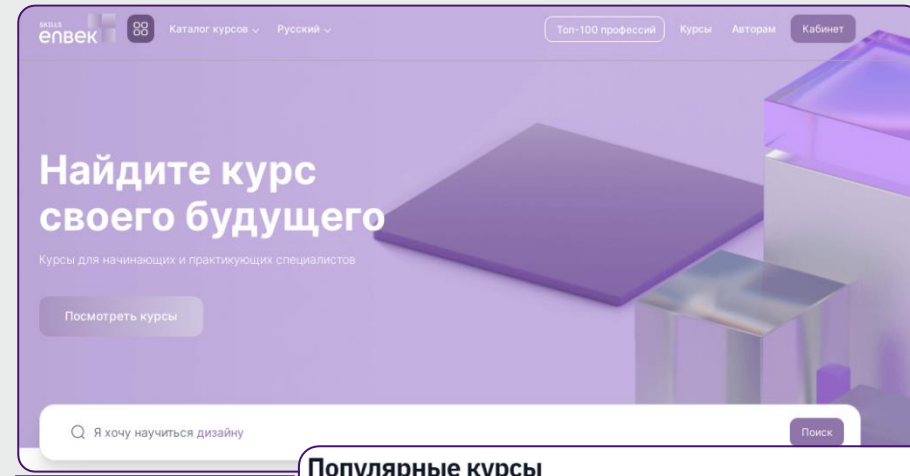 SKILLS
еnвек
Каталог курсов
Русский
Топ-100 профессий
Курсы
Авторам
Кабинет
Найдите курс
своего будущего
Курсы для начинающих и практикующих специалистов
Посмотреть курсы
Я хочу научиться дизайну
Поиск
Популярные курсы